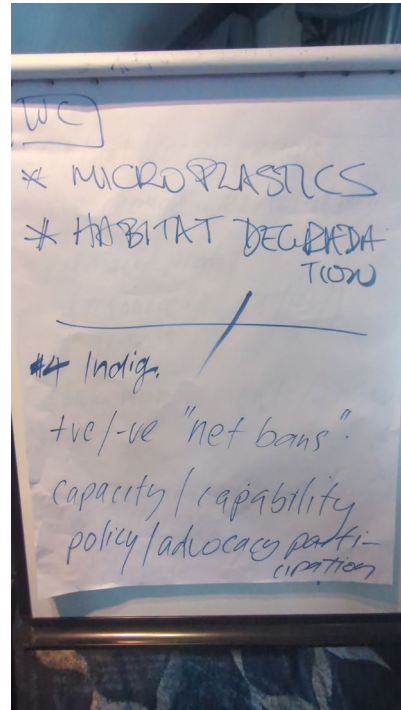 WC
* MICROPLASTICS
* HABITAT DEGRADA-
TION
#4 Indig.
+ve/-ve "net bans".
capacity/capability
policy/advocacy parti-
cipation